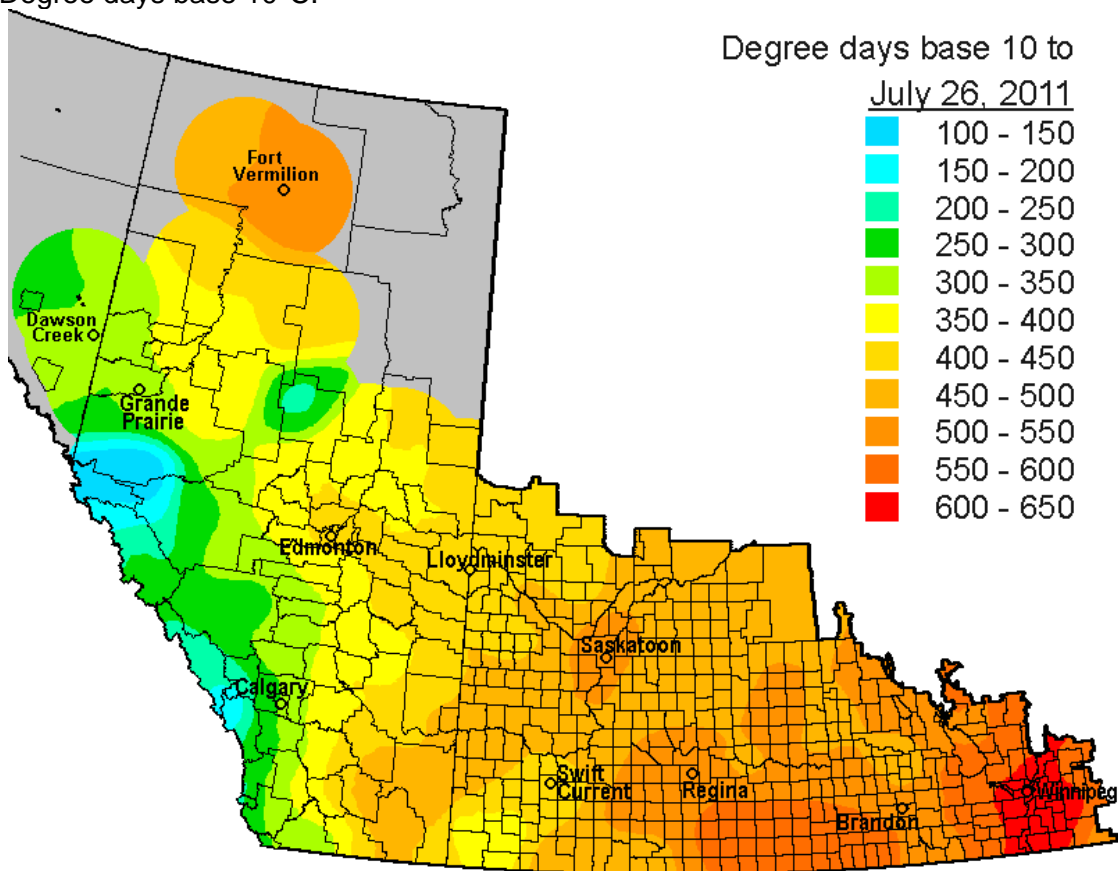 Degree days base 10 to
July 26, 2011
100 - 150
150 - 200
200 - 250
250 - 300
300 - 350
350 - 400
400 - 450
450 - 500
500 - 550
550 - 600
600 - 650
Fort
Vermilion
Dawson
Creek
Grande
Prairie
Edmonton
Lloydminster
Saskatoon
Calgary
Swift
Current
Regina
Brandon
Winnipeg